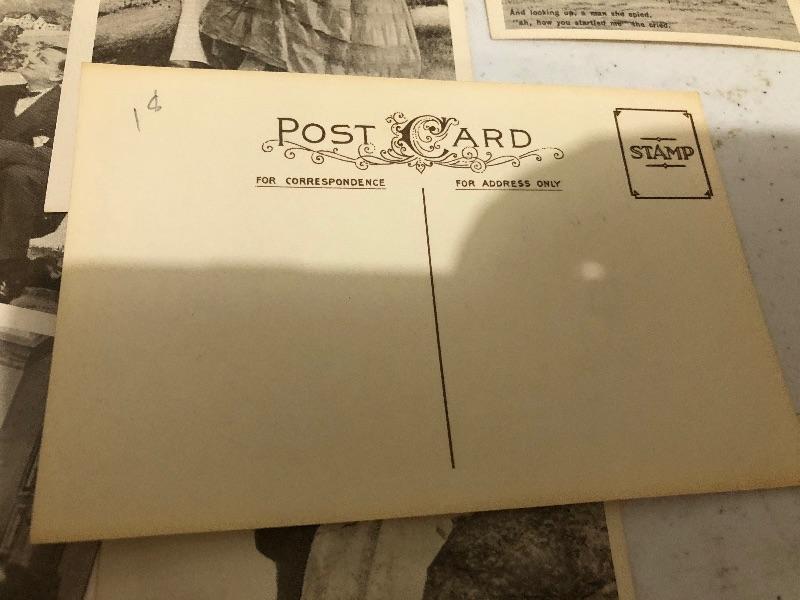 And looking up, a man she spied,
"ah, how you startled me" she cried.
1¢
POST CARD
FOR CORRESPONDENCE
FOR ADDRESS ONLY
STAMP